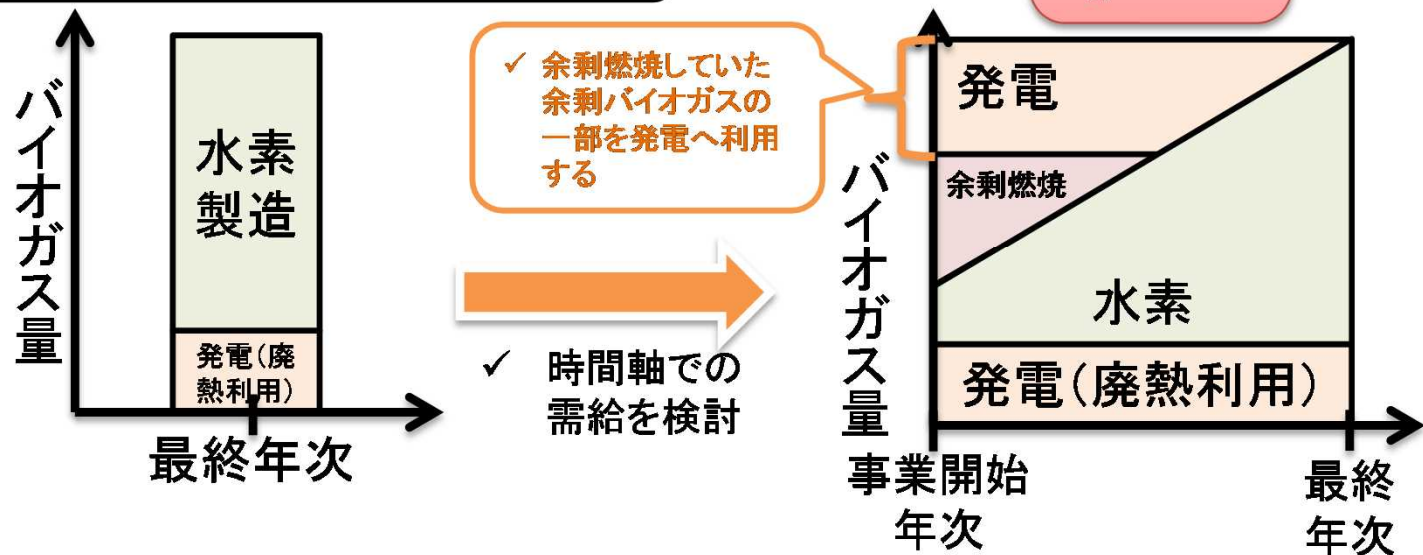 バイオガス量
水素
製造
発電(廃
熱利用)
最終年次
✓ 余剰燃焼していた
余剰バイオガスの
一部を発電へ利用
する
✓ 時間軸での
需給を検討
バイオガス量
発電
余剰燃焼
水素
発電(廃熱利用)
事業開始
年次
最終
年次